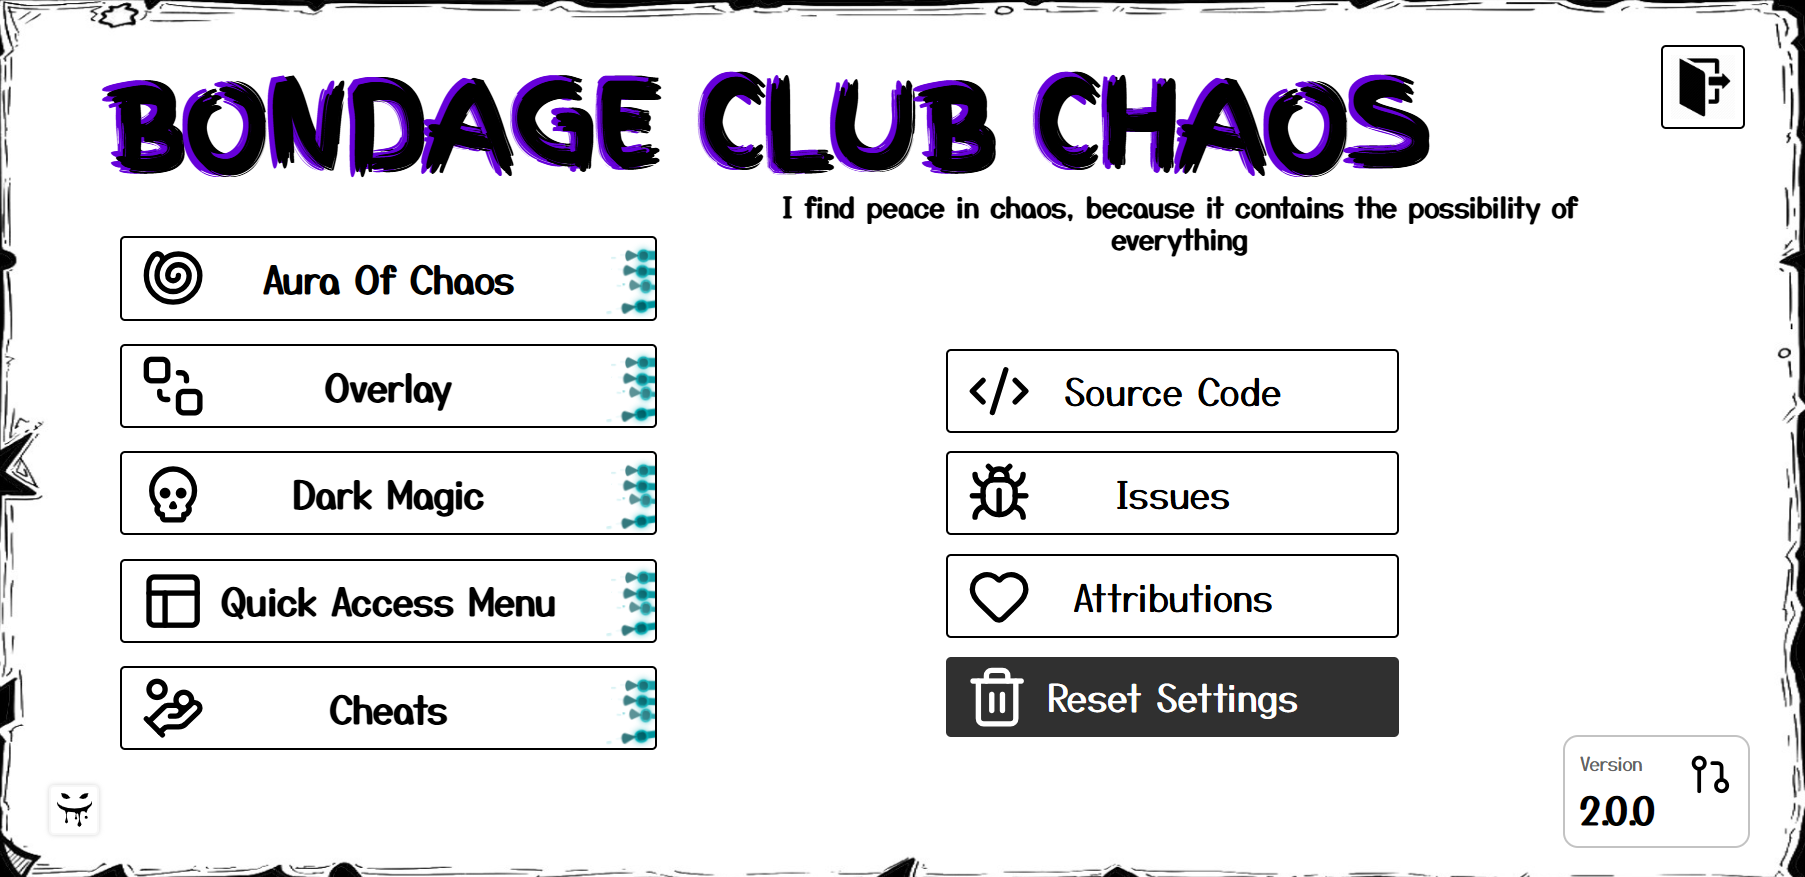 BONDAGE CLUB CHAOS
I find peace in chaos, because it contains the possibility of
everything
Aura Of Chaos
Overlay
Dark Magic
Quick Access Menu
Cheats
Source Code
Issues
Attributions
Reset Settings
Version
2.0.0